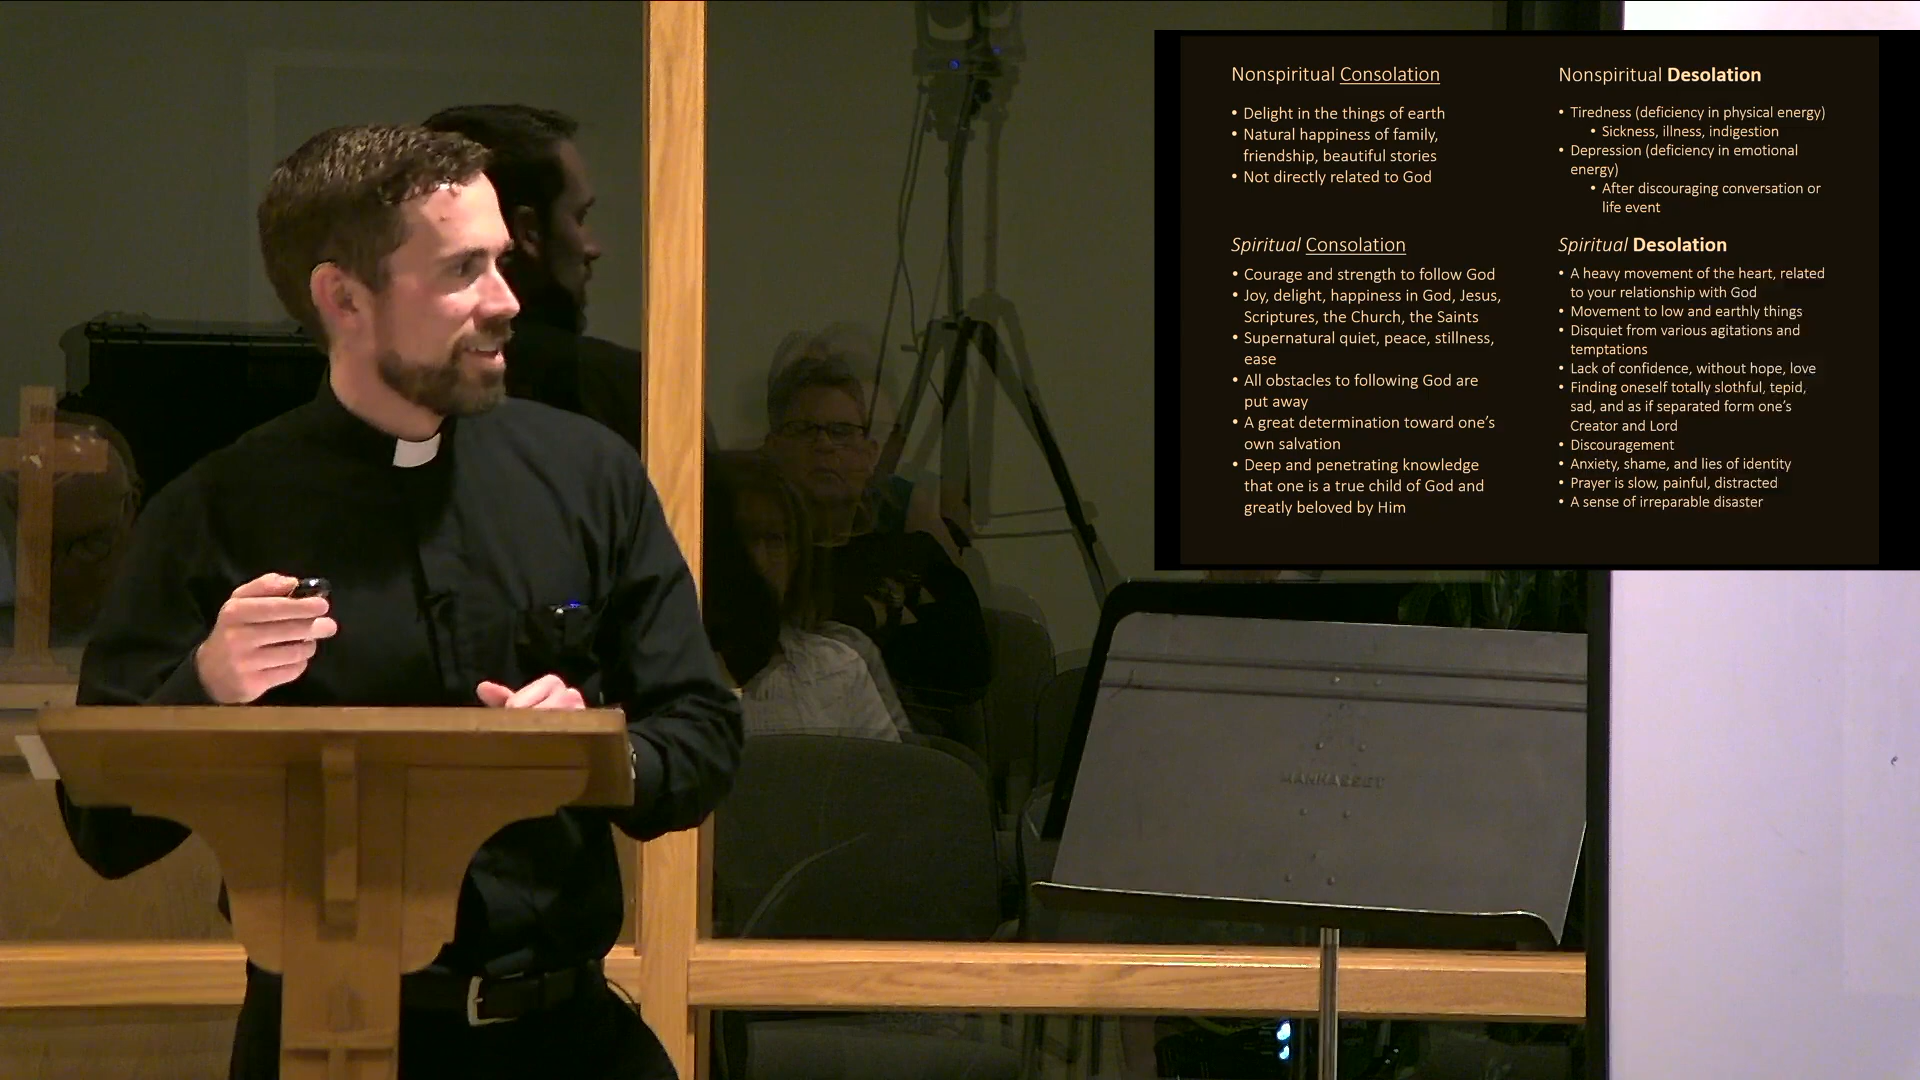 Nonspiritual Consolation
• Delight in the things of earth
• Natural happiness of family,
friendship, beautiful stories
• Not directly related to God
Nonspiritual Desolation
• Tiredness (deficiency in physical energy)
• Sickness, illness, indigestion
• Depression (deficiency in emotional
energy)
• After discouraging conversation or
life event
Spiritual Consolation
• Courage and strength to follow God
• Joy, delight, happiness in God, Jesus,
Scriptures, the Church, the Saints
• Supernatural quiet, peace, stillness,
ease
• All obstacles to following God are
put away
• A great determination toward one's
own salvation
• Deep and penetrating knowledge
that one is a true child of God and
greatly beloved by Him
Spiritual Desolation
• A heavy movement of the heart, related
to your relationship with God
• Movement to low and earthly things
• Disquiet from various agitations and
temptations
• Lack of confidence, without hope, love
• Finding oneself totally slothful, tepid,
sad, and as if separated form one's
Creator and Lord
• Discouragement
• Anxiety, shame, and lies of identity
• Prayer is slow, painful, distracted
• A sense of irreparable disaster
MANHASSET